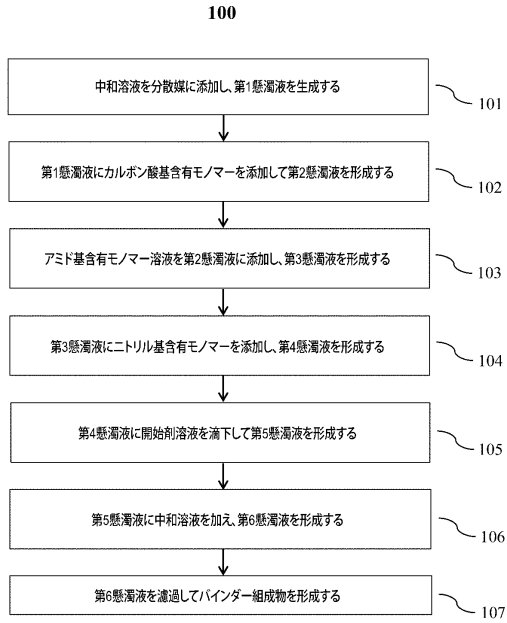 100
中和溶液を分散媒に添加し、第1懸濁液を生成する
101
第1懸濁液にカルボン酸基含有モノマーを添加して第2懸濁液を形成する
102
アミド基含有モノマー溶液を第2懸濁液に添加し、第3懸濁液を形成する
103
第3懸濁液にニトリル基含有モノマーを添加し、第4懸濁液を形成する
104
第4懸濁液に開始剤溶液を滴下して第5懸濁液を形成する
105
第5懸濁液に中和溶液を加え、第6懸濁液を形成する
106
第6懸濁液を濾過してバインダー組成物を形成する
107